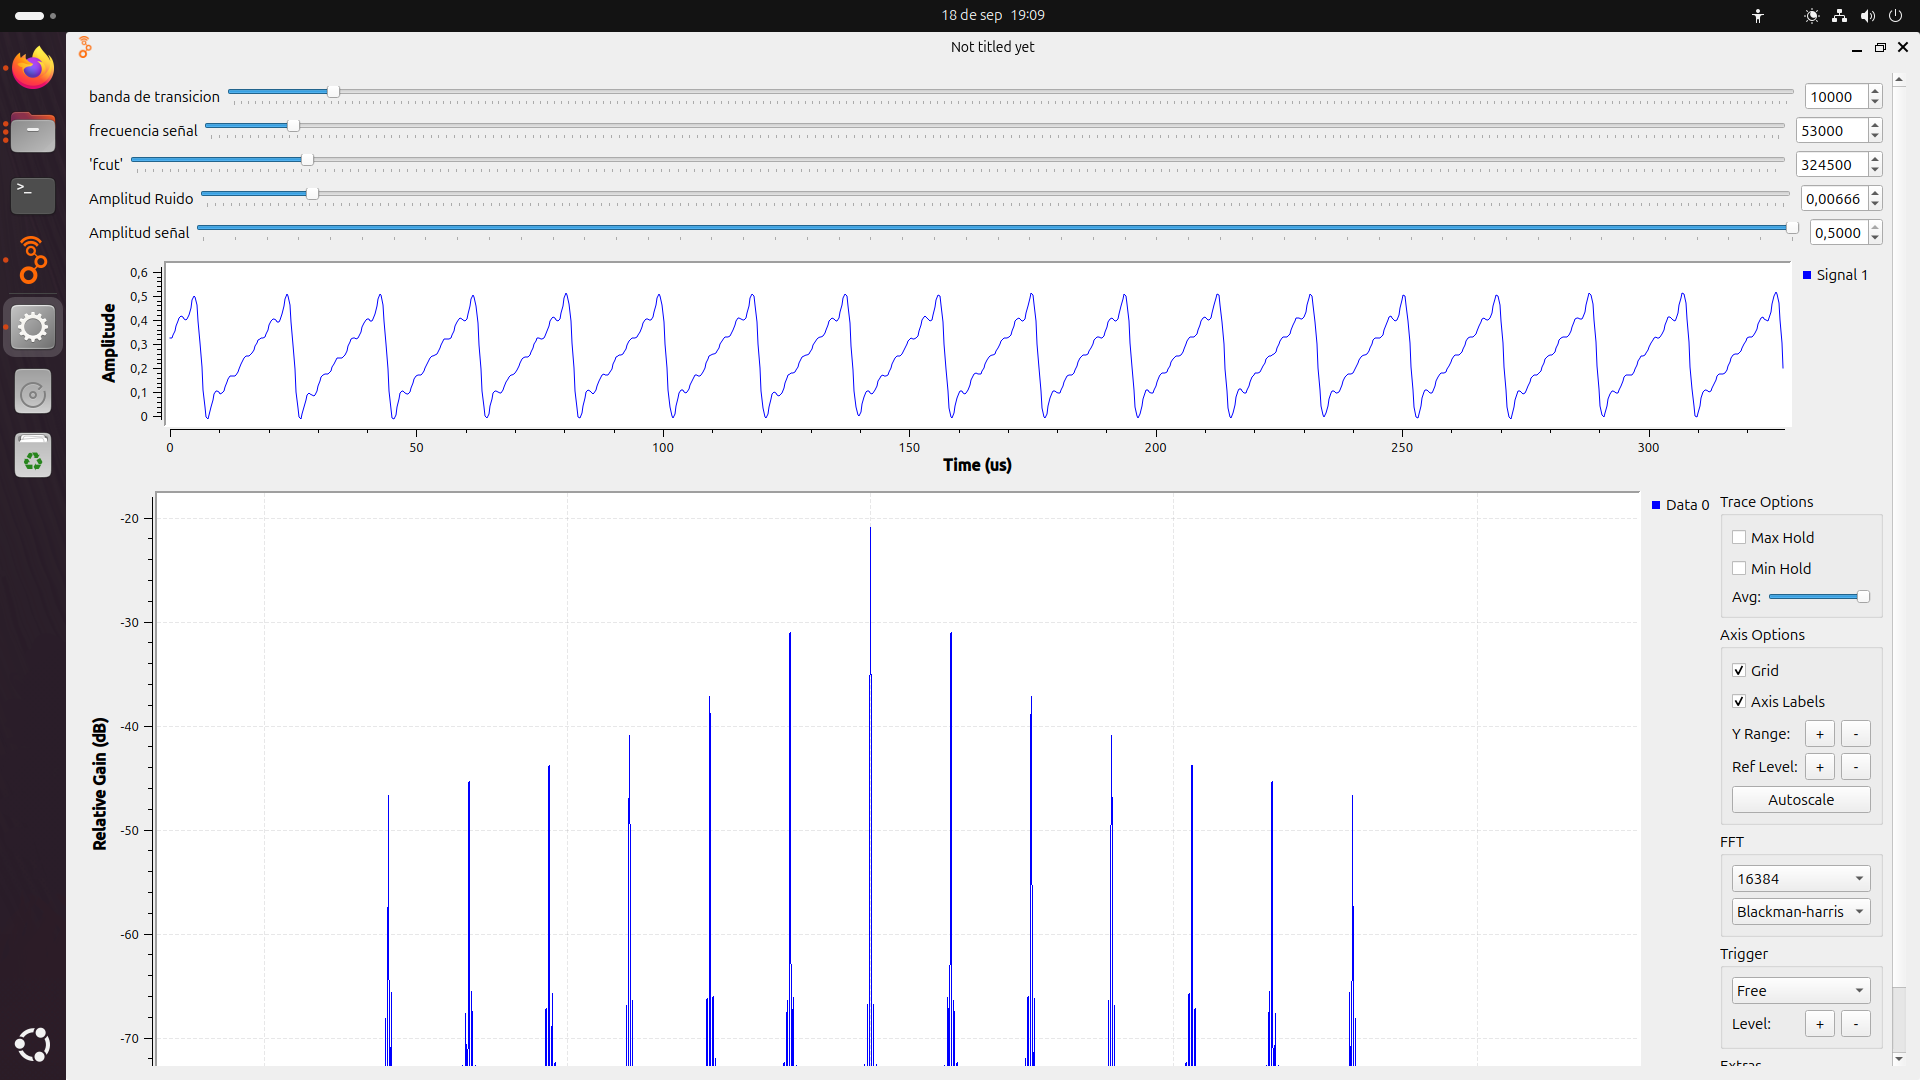 18 de sep 19:09
Not titled yet
banda de transicion 10000
frecuencia señal 53000
'fcut' 324500
Amplitud Ruido 0,00666
Amplitud señal 0,5000
Amplitude
0,6
0,5
0,4
0,3
0,2
0,1
0
Signal 1
0 50 100 150 200 250 300
Time (us)
Relative Gain (dB)
-20
-30
-40
-50
-60
-70
Data 0
Trace Options
Max Hold
Min Hold
Avg:
Axis Options
Grid
Axis Labels
Y Range: + -
Ref Level: + -
Autoscale
FFT
16384
Blackman-harris
Trigger
Free
Level: + -
Extras